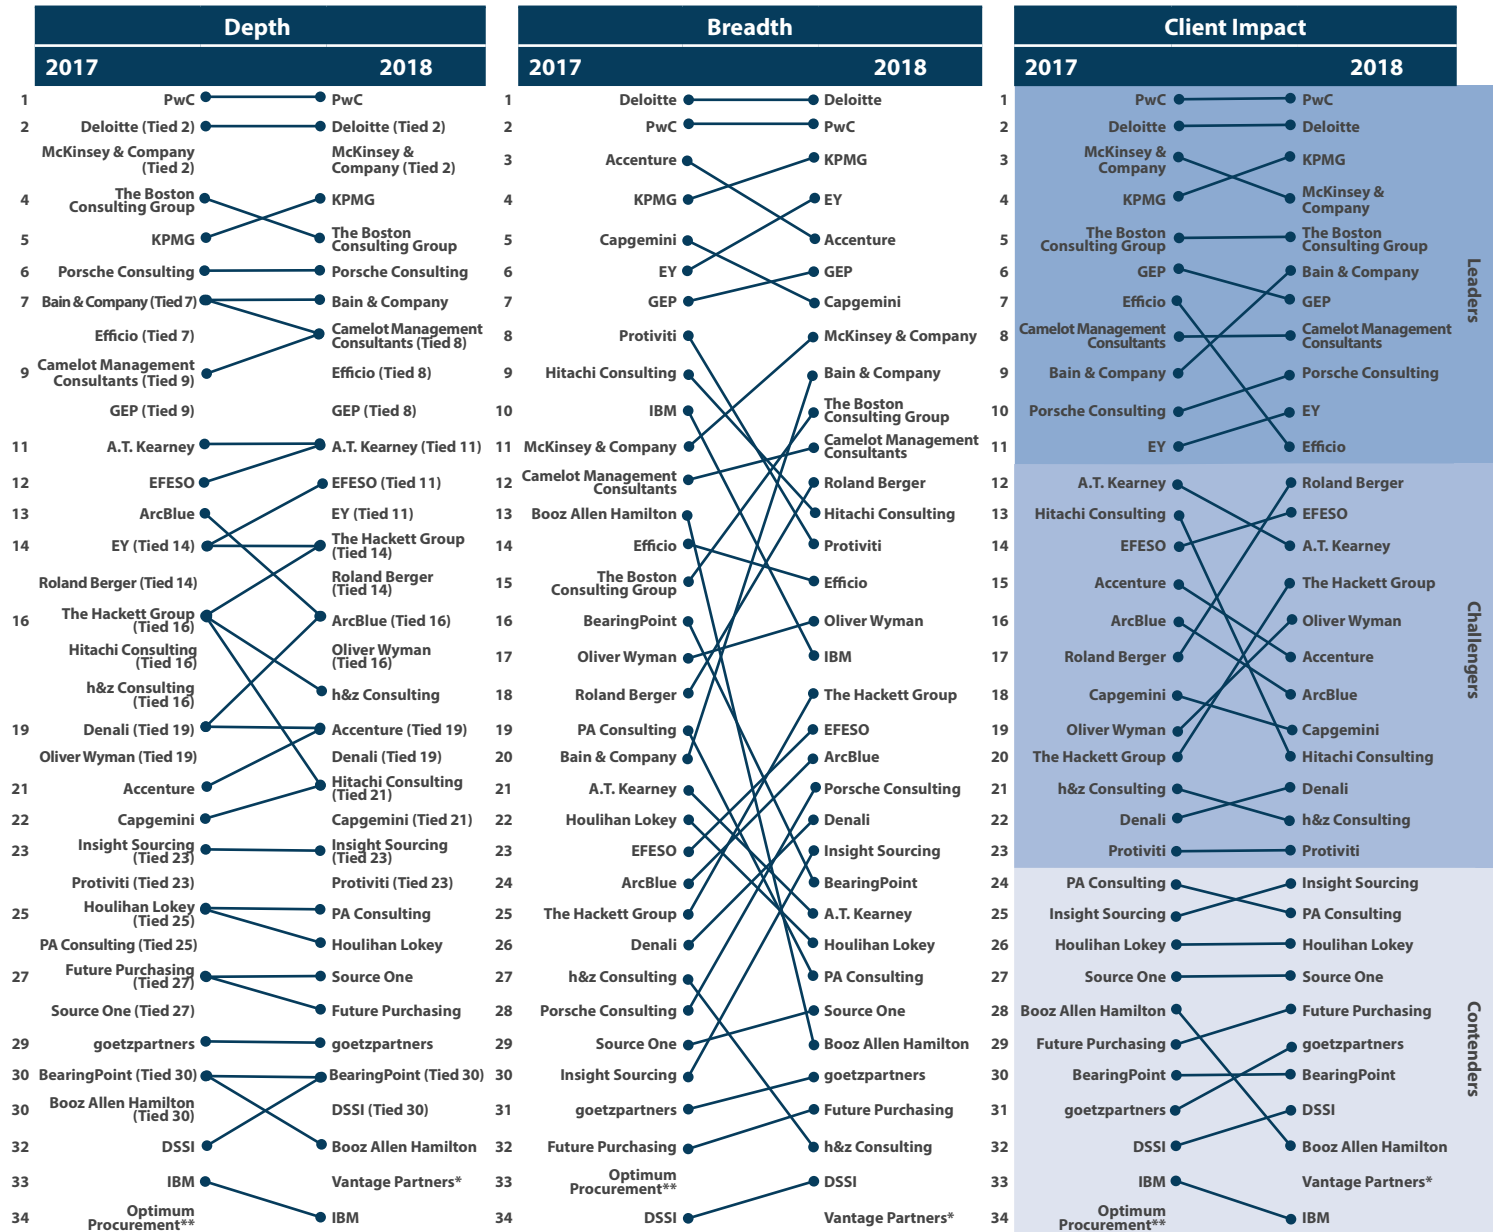 Depth
2017 2018
1 PwC PwC
2 Deloitte (Tied 2) Deloitte (Tied 2)
McKinsey & Company
(Tied 2)
McKinsey &
Company (Tied 2)
4 The Boston
Consulting Group
KPMG
5 KPMG
The Boston
Consulting Group
6 Porsche Consulting Porsche Consulting
7 Bain & Company (Tied 7) Bain & Company
Efficio (Tied 7)
Camelot Management
Consultants (Tied 8)
9 Camelot Management
Consultants (Tied 9)
Efficio (Tied 8)
GEP (Tied 9) GEP (Tied 8)
11 A.T. Kearney A.T. Kearney (Tied 11)
12 EFESO EFESO (Tied 11)
13 ArcBlue EY (Tied 11)
14 EY (Tied 14)
The Hackett Group
(Tied 14)
Roland Berger (Tied 14)
Roland Berger
(Tied 14)
16 The Hackett Group
(Tied 16)
ArcBlue (Tied 16)
Hitachi Consulting
(Tied 16)
Oliver Wyman
(Tied 16)
h&z Consulting
(Tied 16)
h&z Consulting
19 Denali (Tied 19) Accenture (Tied 19)
Oliver Wyman (Tied 19) Denali (Tied 19)
21 Accenture
Hitachi Consulting
(Tied 21)
22 Capgemini Capgemini (Tied 21)
23 Insight Sourcing
(Tied 23)
Insight Sourcing
(Tied 23)
Protiviti (Tied 23) Protiviti (Tied 23)
25 Houlihan Lokey
(Tied 25)
PA Consulting
PA Consulting (Tied 25) Houlihan Lokey
27 Future Purchasing
(Tied 27)
Source One
Source One (Tied 27) Future Purchasing
29 goetzpartners goetzpartners
30 BearingPoint (Tied 30) BearingPoint (Tied 30)
30 Booz Allen Hamilton
(Tied 30)
DSSI (Tied 30)
32 DSSI Booz Allen Hamilton
33 IBM Vantage Partners*
34 Optimum
Procurement**
IBM
Breadth
2017 2018
1 Deloitte Deloitte
2 PwC PwC
3 Accenture KPMG
4 KPMG EY
5 Capgemini Accenture
6 EY GEP
7 GEP Capgemini
8 Protiviti McKinsey & Company
9 Hitachi Consulting Bain & Company
10 IBM
The Boston
Consulting Group
11 McKinsey & Company
Camelot Management
Consultants
12 Camelot Management
Consultants
Roland Berger
13 Booz Allen Hamilton Hitachi Consulting
14 Efficio Protiviti
15 The Boston
Consulting Group
Efficio
16 BearingPoint Oliver Wyman
17 Oliver Wyman IBM
18 Roland Berger The Hackett Group
19 PA Consulting EFESO
20 Bain & Company ArcBlue
21 A.T. Kearney Porsche Consulting
22 Houlihan Lokey Denali
23 EFESO Insight Sourcing
24 ArcBlue BearingPoint
25 The Hackett Group A.T. Kearney
26 Denali Houlihan Lokey
27 h&z Consulting PA Consulting
28 Porsche Consulting Source One
29 Source One Booz Allen Hamilton
30 Insight Sourcing goetzpartners
31 goetzpartners Future Purchasing
32 Future Purchasing h&z Consulting
33 Optimum
Procurement**
DSSI
34 DSSI Vantage Partners*
Client Impact
2017 2018
1 PwC PwC
2 Deloitte Deloitte
3 McKinsey &
Company
KPMG
4 KPMG
McKinsey &
Company
5 The Boston
Consulting Group
The Boston
Consulting Group
6 GEP Bain & Company
7 Efficio GEP
8 Camelot Management
Consultants
Camelot Management
Consultants
9 Bain & Company Porsche Consulting
10 Porsche Consulting EY
11 EY Efficio
Leaders
12 A.T. Kearney Roland Berger
13 Hitachi Consulting EFESO
14 EFESO A.T. Kearney
15 Accenture The Hackett Group
16 ArcBlue Oliver Wyman
17 Roland Berger Accenture
18 Capgemini ArcBlue
19 Oliver Wyman Capgemini
20 The Hackett Group Hitachi Consulting
21 h&z Consulting Denali
22 Denali h&z Consulting
23 Protiviti Protiviti
Challengers
24 PA Consulting Insight Sourcing
25 Insight Sourcing PA Consulting
26 Houlihan Lokey Houlihan Lokey
27 Source One Source One
28 Booz Allen Hamilton Future Purchasing
29 Future Purchasing goetzpartners
30 BearingPoint BearingPoint
31 goetzpartners DSSI
32 DSSI Booz Allen Hamilton
33 IBM Vantage Partners*
34 Optimum
Procurement**
IBM
Contenders